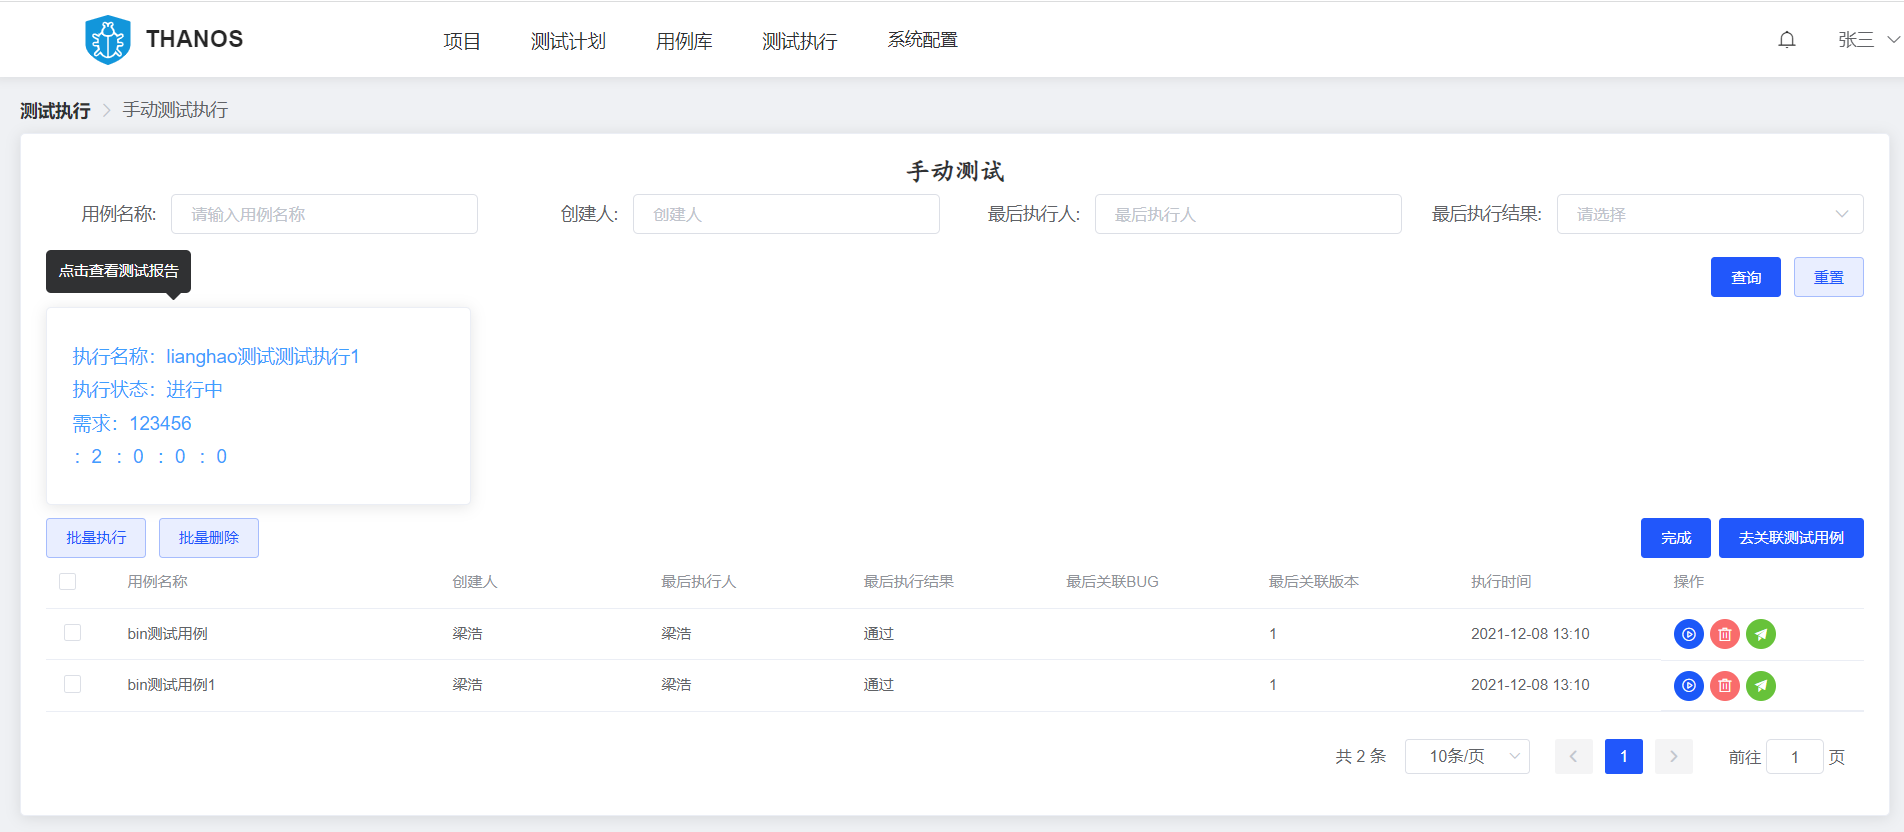 THANOS 项目 测试计划 用例库 测试执行 系统配置 张三
测试执行 > 手动测试执行
手动测试
用例名称: 请输入用例名称 创建人: 创建人 最后执行人: 最后执行人 最后执行结果: 请选择
点击查看测试报告 查询 重置
执行名称：lianghao测试测试执行1
执行状态：进行中
需求：123456
：2 ：0 ：0 ：0
批量执行 批量删除 完成 去关联测试用例
用例名称 创建人 最后执行人 最后执行结果 最后关联BUG 最后关联版本 执行时间 操作
bin测试用例 梁浩 梁浩 通过 1 2021-12-08 13:10
bin测试用例1 梁浩 梁浩 通过 1 2021-12-08 13:10
共 2 条 10条/页 1 前往 1 页